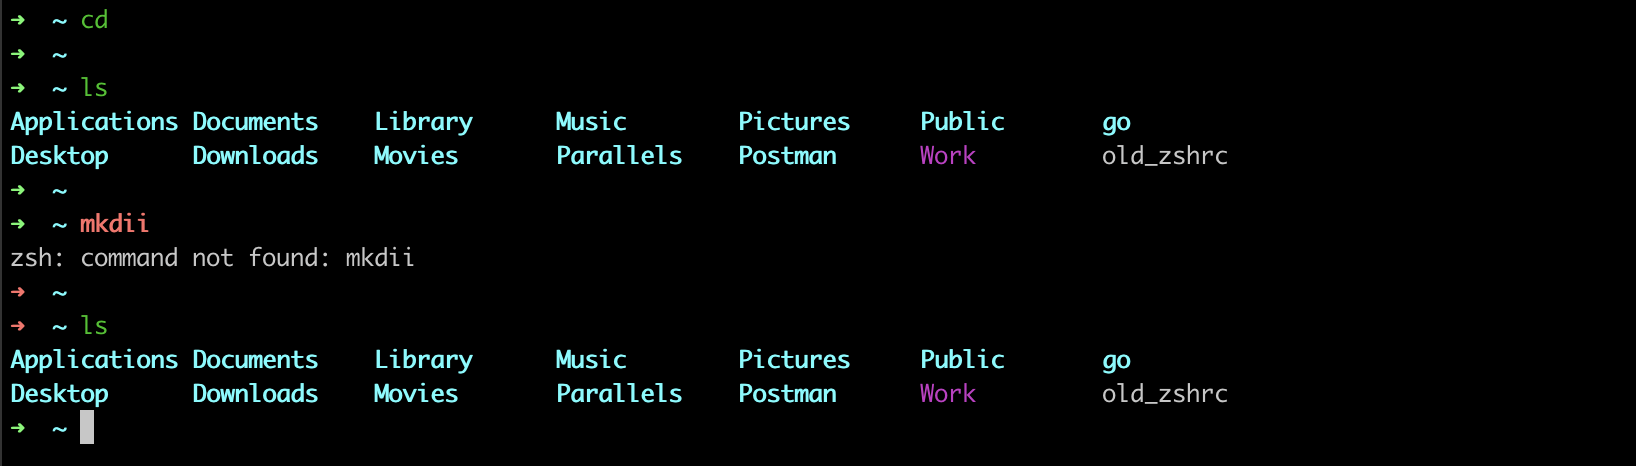 ➜  ~ cd
➜  ~
➜  ~ ls
Applications Documents    Library      Music        Pictures     Public       go
Desktop      Downloads    Movies       Parallels    Postman      Work         old_zshrc
➜  ~
➜  ~ mkdii
zsh: command not found: mkdii
➜  ~
➜  ~ ls
Applications Documents    Library      Music        Pictures     Public       go
Desktop      Downloads    Movies       Parallels    Postman      Work         old_zshrc
➜  ~